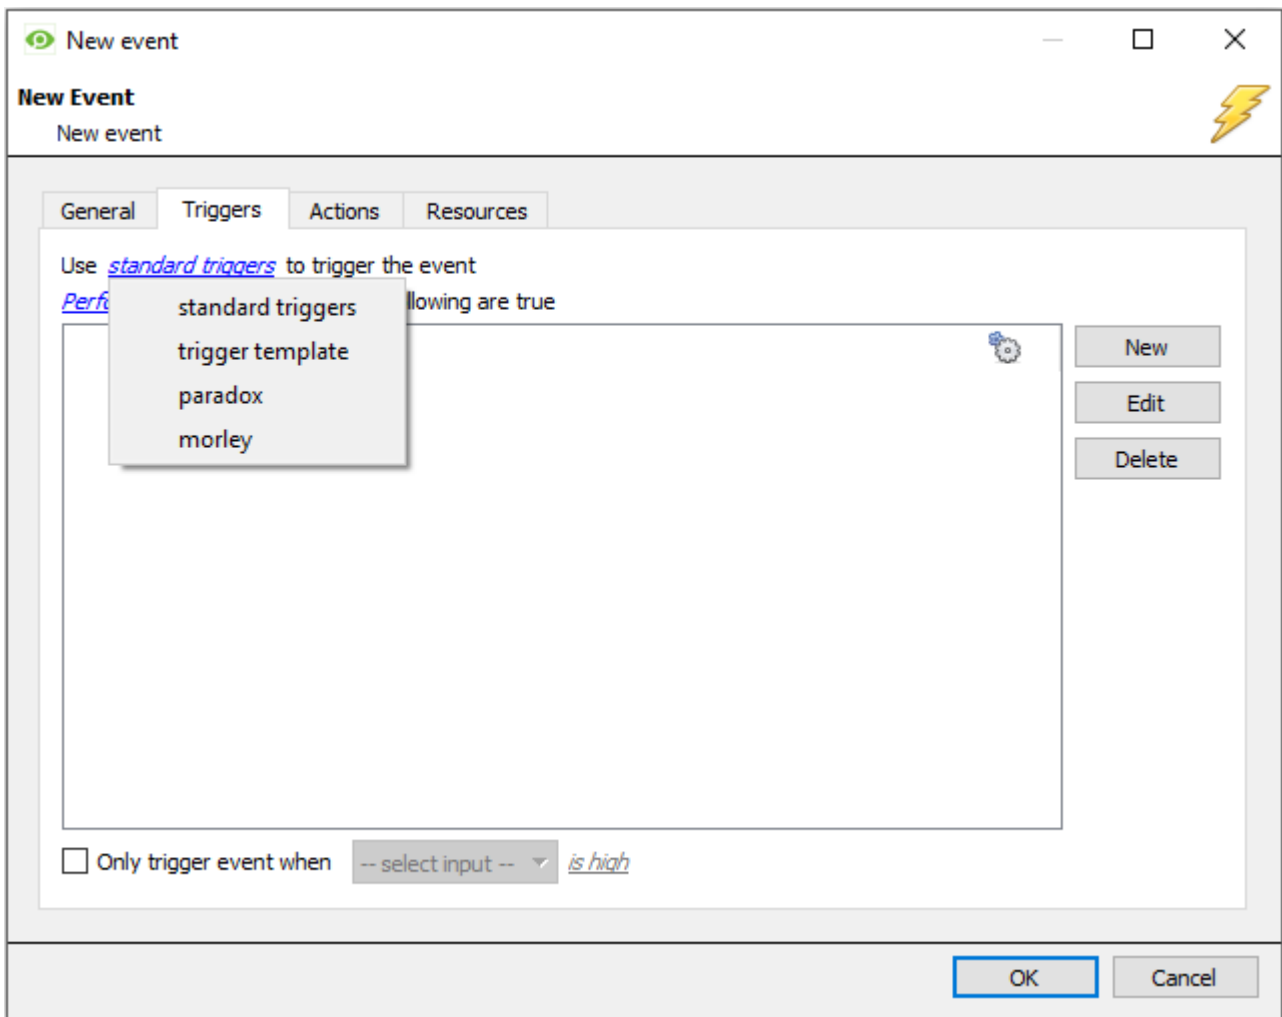 New event
New Event
New event
General Triggers Actions Resources
Use standard triggers to trigger the event
Perfo llowing are true
standard triggers
trigger template
paradox
morley
New
Edit
Delete
Only trigger event when -- select input -- is high
OK Cancel